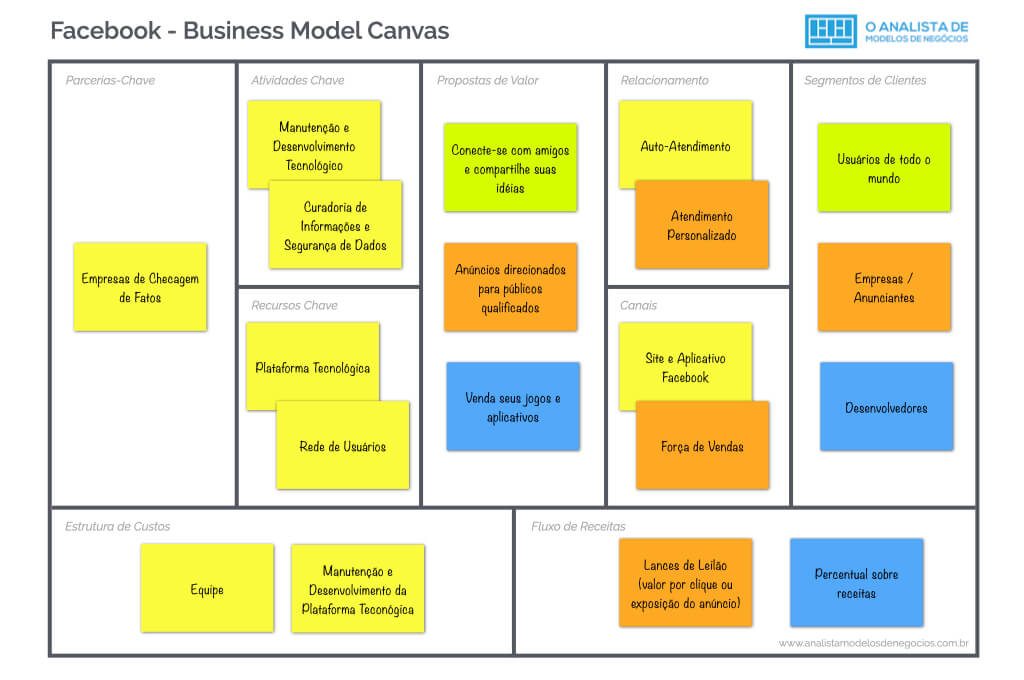 Facebook - Business Model Canvas
O ANALISTA DE
MODELOS DE NEGÓCIOS
Parcerias-Chave
Empresas de Checagem
de Fatos
Atividades Chave
Manutenção e
Desenvolvimento
Tecnológico
Curadoria de
Informações e
Segurança de Dados
Recursos Chave
Plataforma Tecnológica
Rede de Usuários
Propostas de Valor
Conecte-se com amigos
e compartilhe suas
idéias
Anúncios direcionados
para públicos
qualificados
Venda seus jogos e
aplicativos
Relacionamento
Auto-Atendimento
Atendimento
Personalizado
Canais
Site e Aplicativo
Facebook
Força de Vendas
Segmentos de Clientes
Usuários de todo o
mundo
Empresas /
Anunciantes
Desenvolvedores
Estrutura de Custos
Equipe
Manutenção e
Desenvolvimento da
Plataforma Teconógica
Fluxo de Receitas
Lances de Leilão
(valor por clique ou
exposição do anúncio)
Percentual sobre
receitas
www.analistamodelosdenegocios.com.br